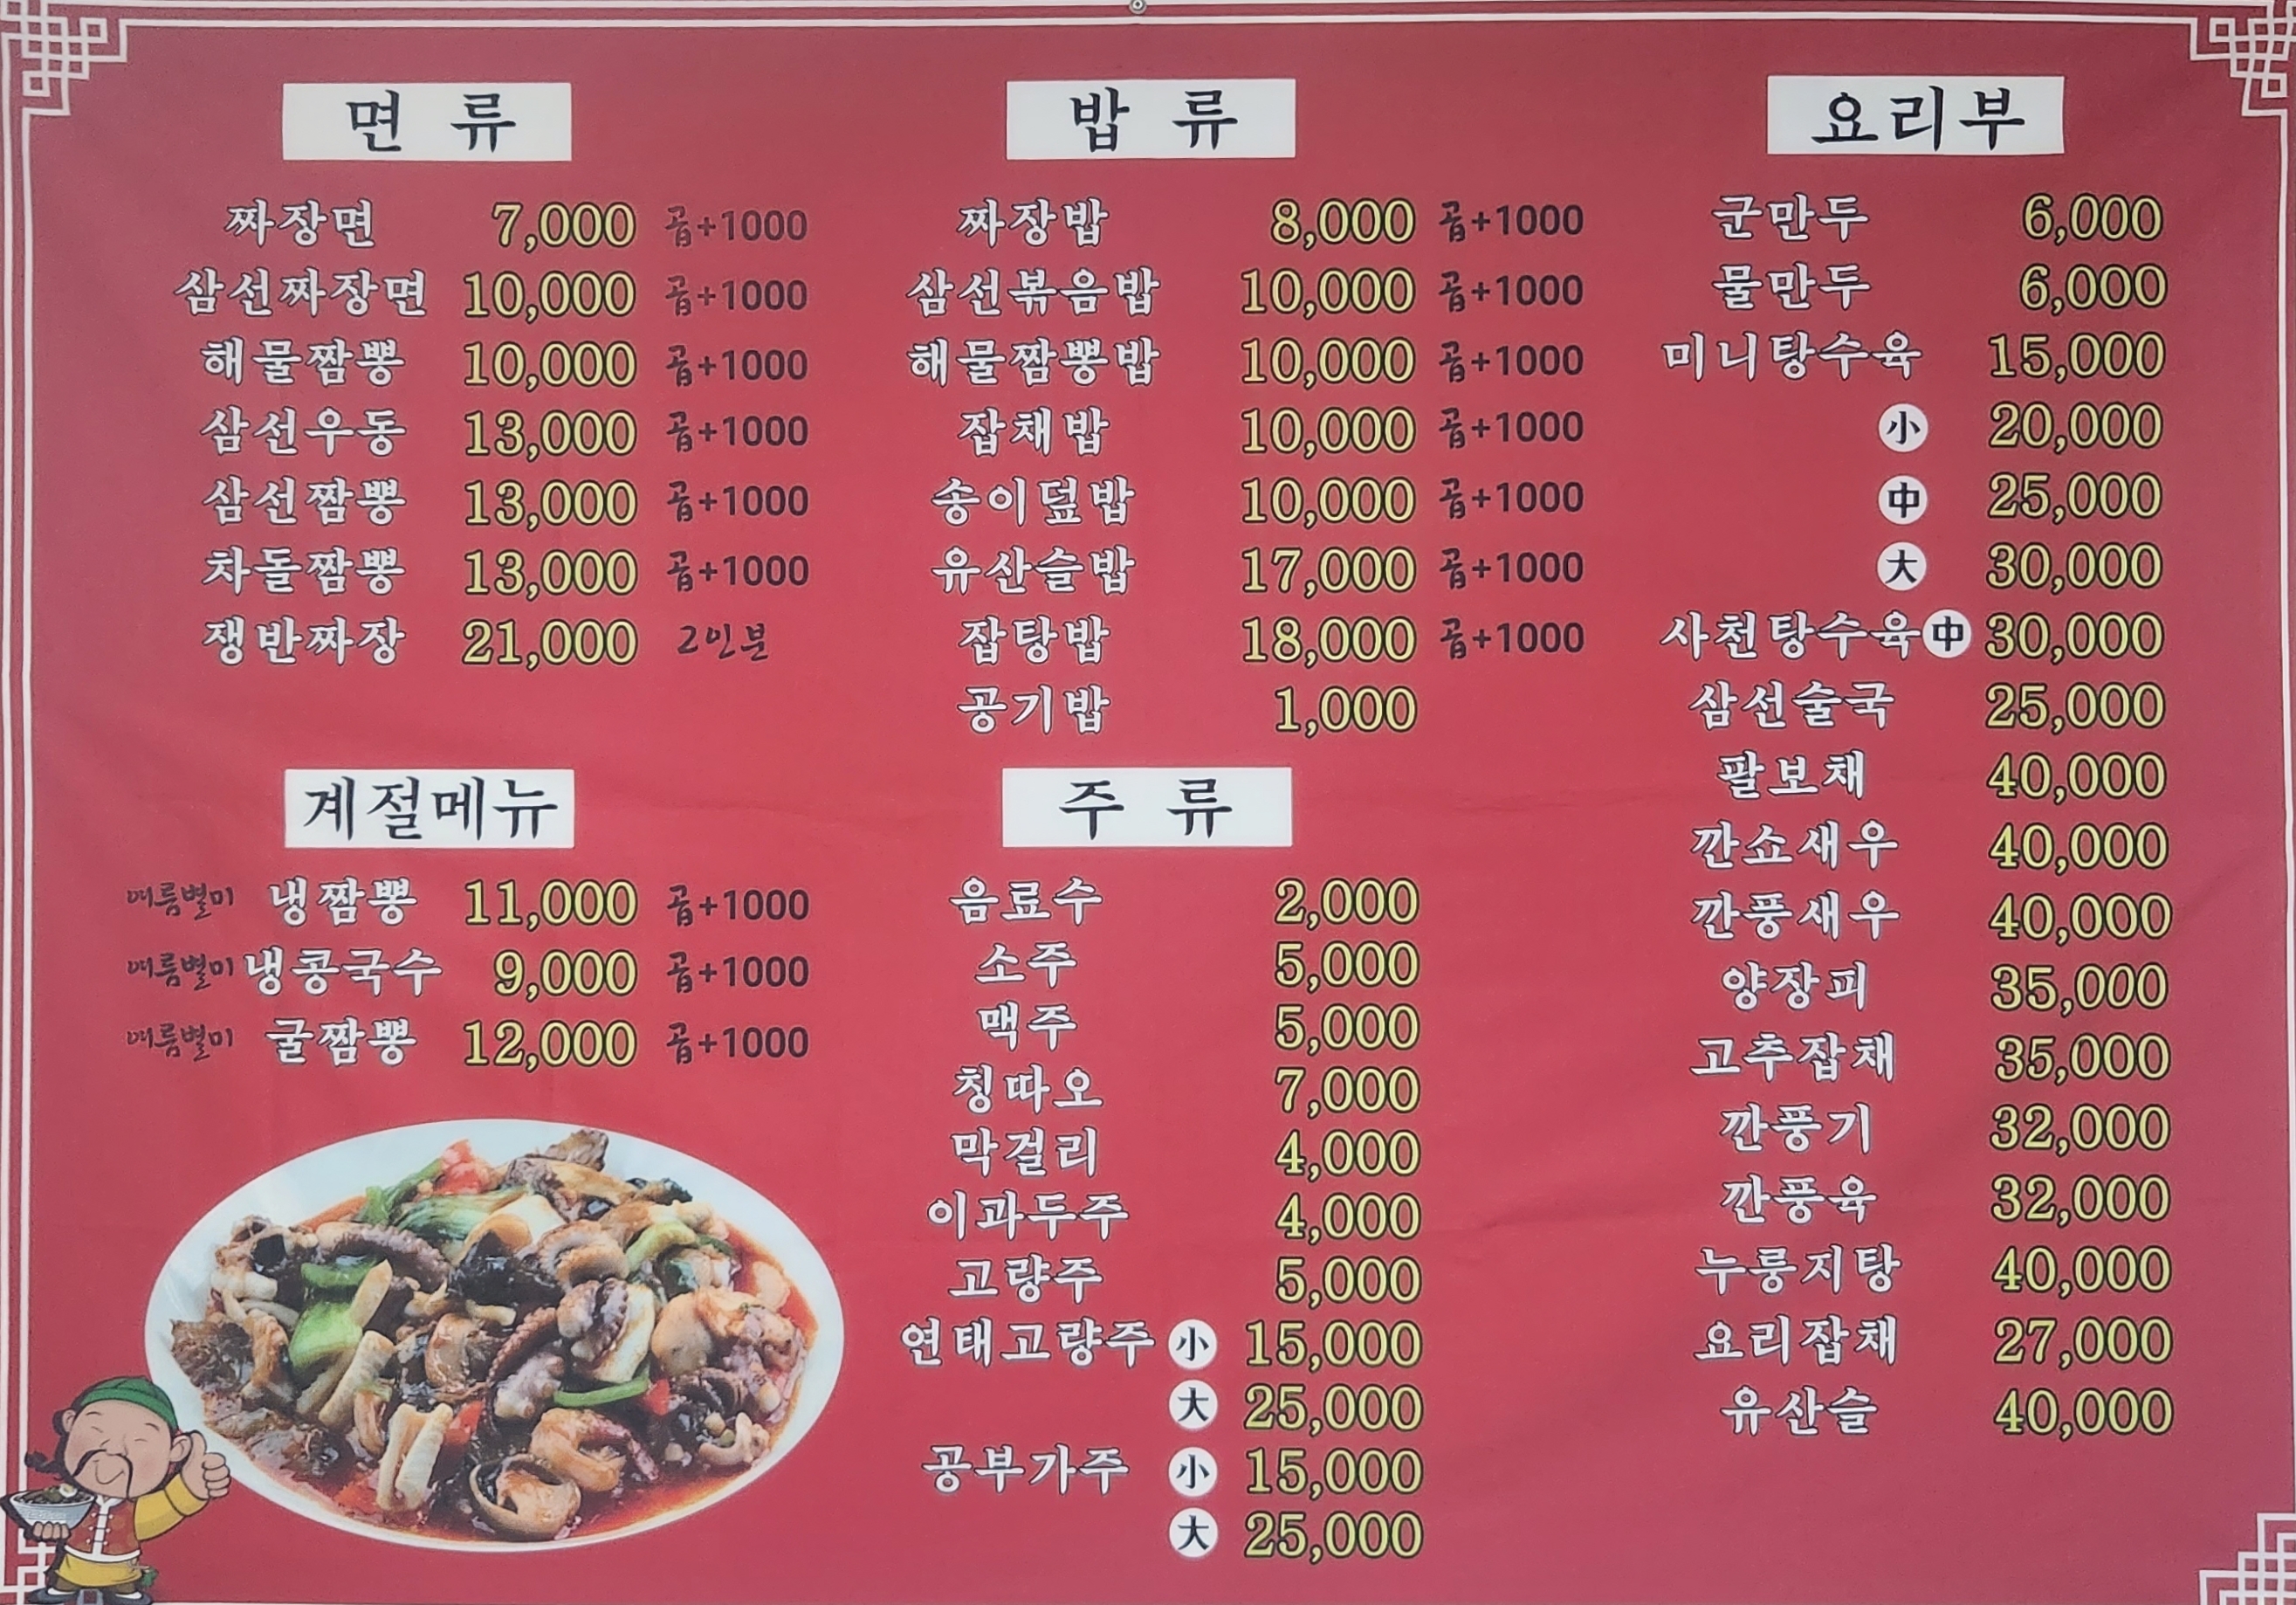 면 류
짜장면 7,000 곱+1000
삼선짜장면 10,000 곱+1000
해물짬뽕 10,000 곱+1000
삼선우동 13,000 곱+1000
삼선짬뽕 13,000 곱+1000
차돌짬뽕 13,000 곱+1000
쟁반짜장 21,000 2인분
계절메뉴
여름별미 냉짬뽕 11,000 곱+1000
여름별미 냉콩국수 9,000 곱+1000
여름별미 굴짬뽕 12,000 곱+1000
밥 류
짜장밥 8,000 곱+1000
삼선볶음밥 10,000 곱+1000
해물짬뽕밥 10,000 곱+1000
잡채밥 10,000 곱+1000
송이덮밥 10,000 곱+1000
유산슬밥 17,000 곱+1000
잡탕밥 18,000 곱+1000
공기밥 1,000
주 류
음료수 2,000
소주 5,000
맥주 5,000
칭따오 7,000
막걸리 4,000
이과두주 4,000
고량주 5,000
연태고량주 小 15,000
大 25,000
공부가주 小 15,000
大 25,000
요리부
군만두 6,000
물만두 6,000
미니탕수육 15,000
小 20,000
中 25,000
大 30,000
사천탕수육 中 30,000
삼선술국 25,000
팔보채 40,000
깐쇼새우 40,000
깐풍새우 40,000
양장피 35,000
고추잡채 35,000
깐풍기 32,000
깐풍육 32,000
누룽지탕 40,000
요리잡채 27,000
유산슬 40,000